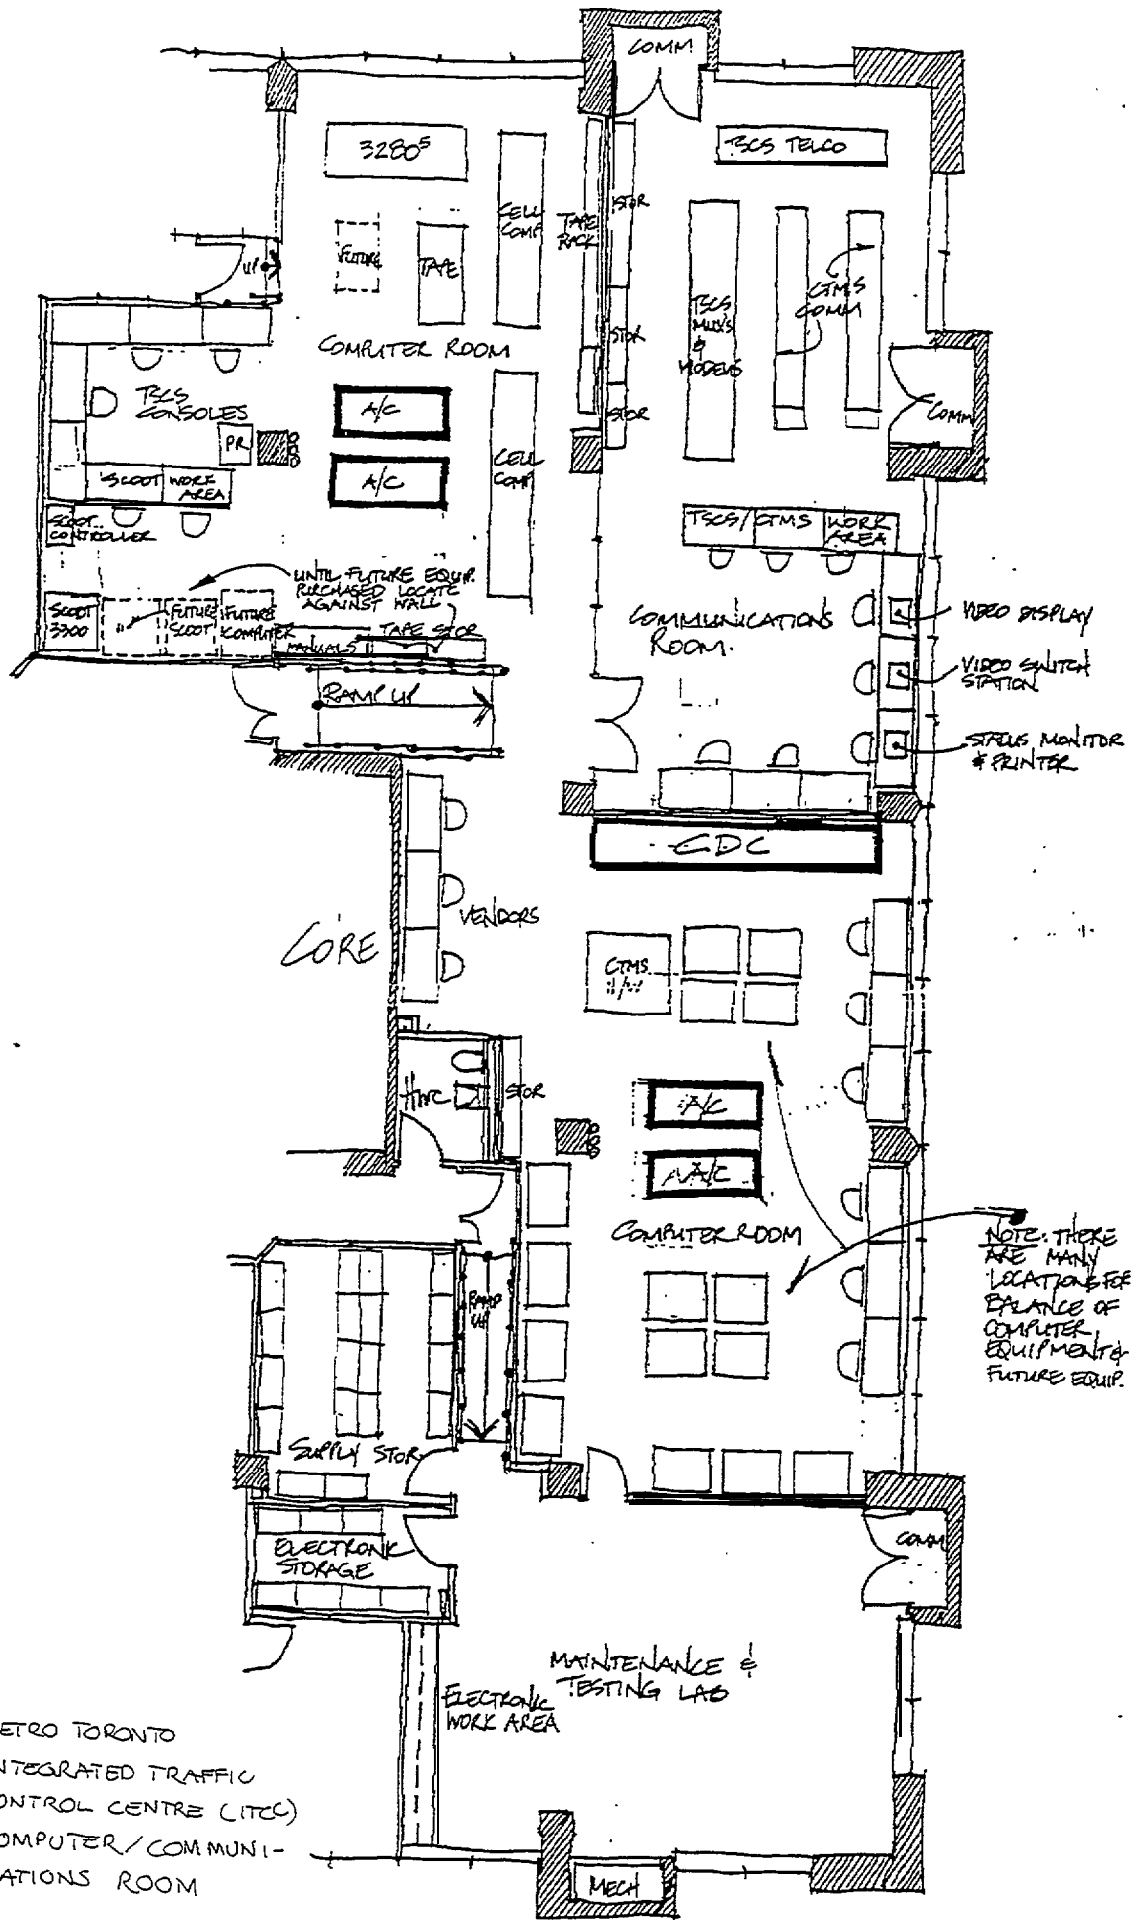 COMM
3280S
TSCS TELCO
CELL
COMP
TAPE
RACK
STOR
FUTURE
TAPE
UP
TSCS
MUX'S
&
MODEMS
CTMS
COMM
STOR
COMPUTER ROOM
TSCS
CONSOLES
A/C
STOR
COMM
PR
CELL
COMP
A/C
SCOOT
WORK
AREA
SCOOT
CONTROLLER
TSCS/CTMS WORK
AREA
UNTIL FUTURE EQUIP.
PURCHASED LOCATE
AGAINST WALL
SCOOT
3300
"
FUTURE
SCOOT
FUTURE
COMPUTER
MANUALS
TAPE STOR
COMMUNICATIONS
ROOM.
VIDEO DISPLAY
VIDEO SWITCH
STATION
STATUS MONITOR
& PRINTER
RAMP UP
CDC
VENDORS
CORE
CTMS
HWC
STOR
A/C
A/C
COMPUTER ROOM
NOTE: THERE
ARE MANY
LOCATIONS FOR
BALANCE OF
COMPUTER
EQUIPMENT &
FUTURE EQUIP.
RAMP
UP
SUPPLY STOR
ELECTRONIC
STORAGE
COMM
MAINTENANCE &
TESTING LAB
ELECTRONIC
WORK AREA
MECH
ETRO TORONTO
NTEGRATED TRAFFIC
ONTROL CENTRE (ITCC)
OMPUTER/COMMUNI-
ATIONS ROOM